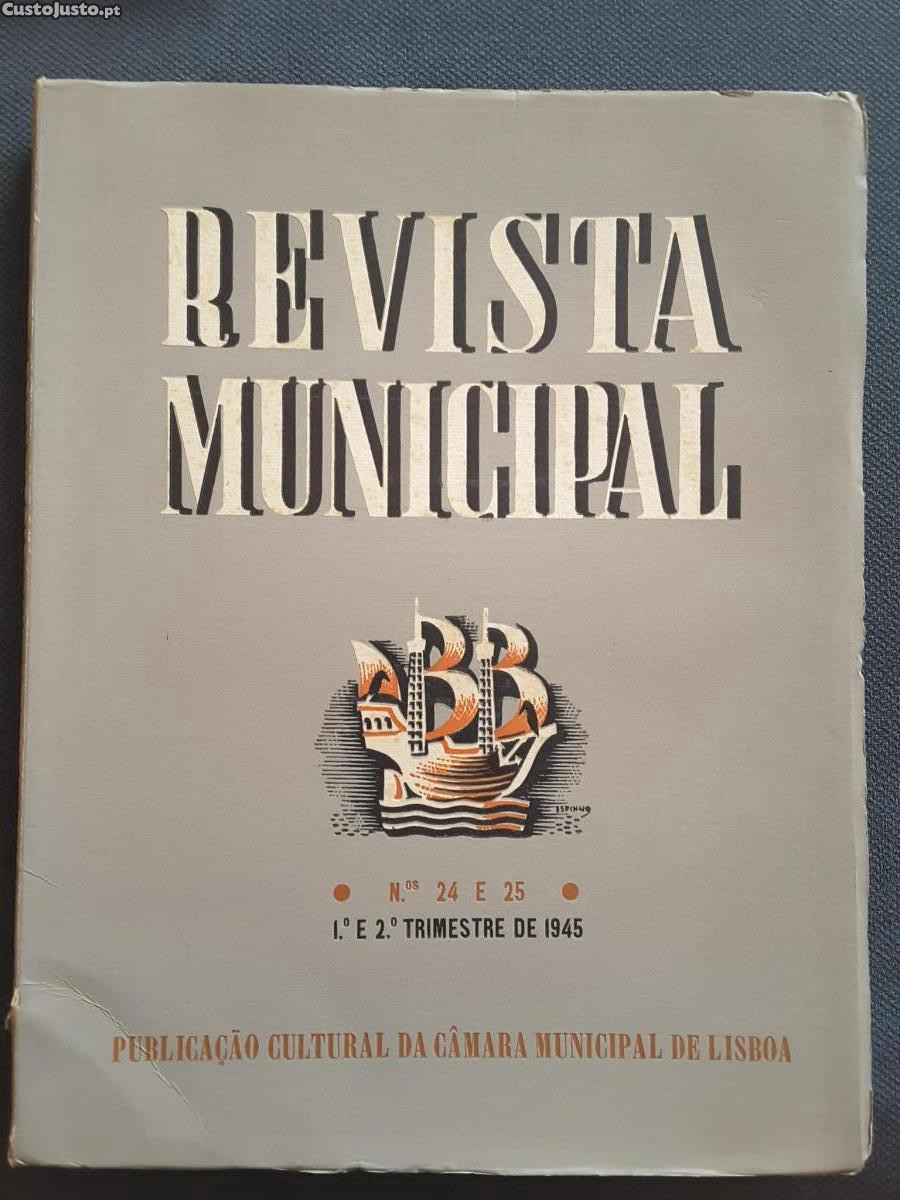 CustoJusto.pt
REVISTA
MUNICIPAL
BB
ESPINHO
N.ºˢ 24 E 25
1.º E 2.º TRIMESTRE DE 1945
PUBLICAÇÃO CULTURAL DA CÂMARA MUNICIPAL DE LISBOA